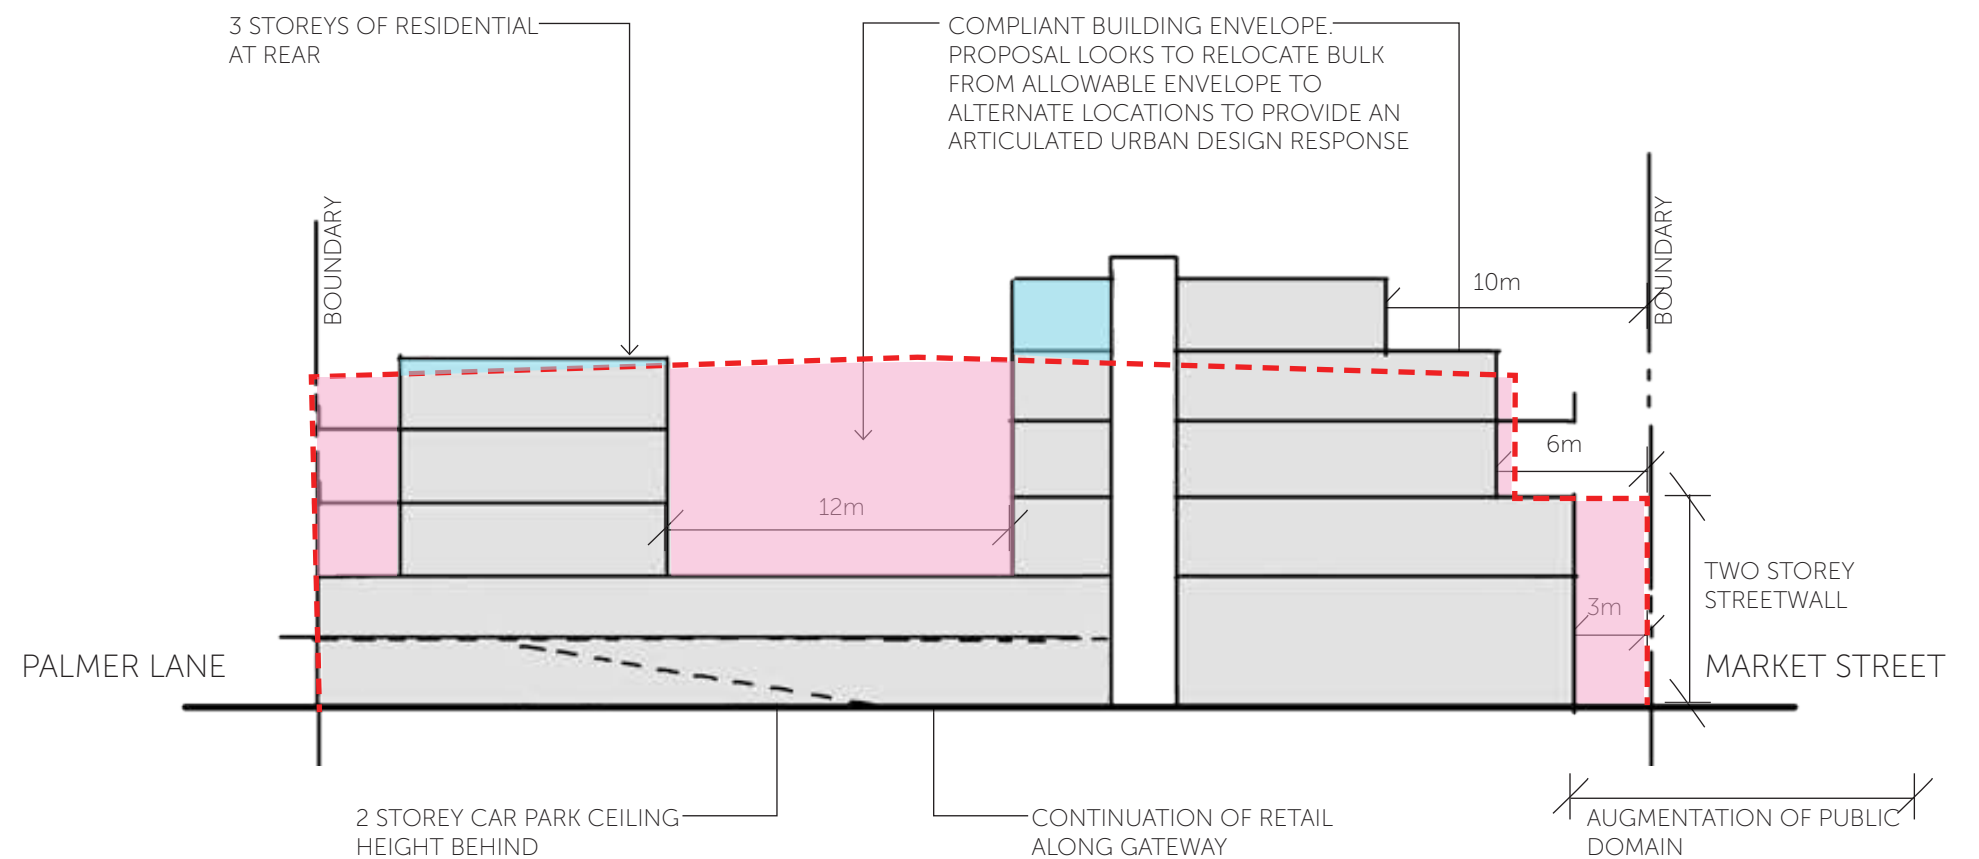 3 STOREYS OF RESIDENTIAL
AT REAR
COMPLIANT BUILDING ENVELOPE.
PROPOSAL LOOKS TO RELOCATE BULK
FROM ALLOWABLE ENVELOPE TO
ALTERNATE LOCATIONS TO PROVIDE AN
ARTICULATED URBAN DESIGN RESPONSE
BOUNDARY
BOUNDARY
10m
6m
12m
TWO STOREY
STREETWALL
3m
PALMER LANE
MARKET STREET
2 STOREY CAR PARK CEILING
HEIGHT BEHIND
CONTINUATION OF RETAIL
ALONG GATEWAY
AUGMENTATION OF PUBLIC
DOMAIN